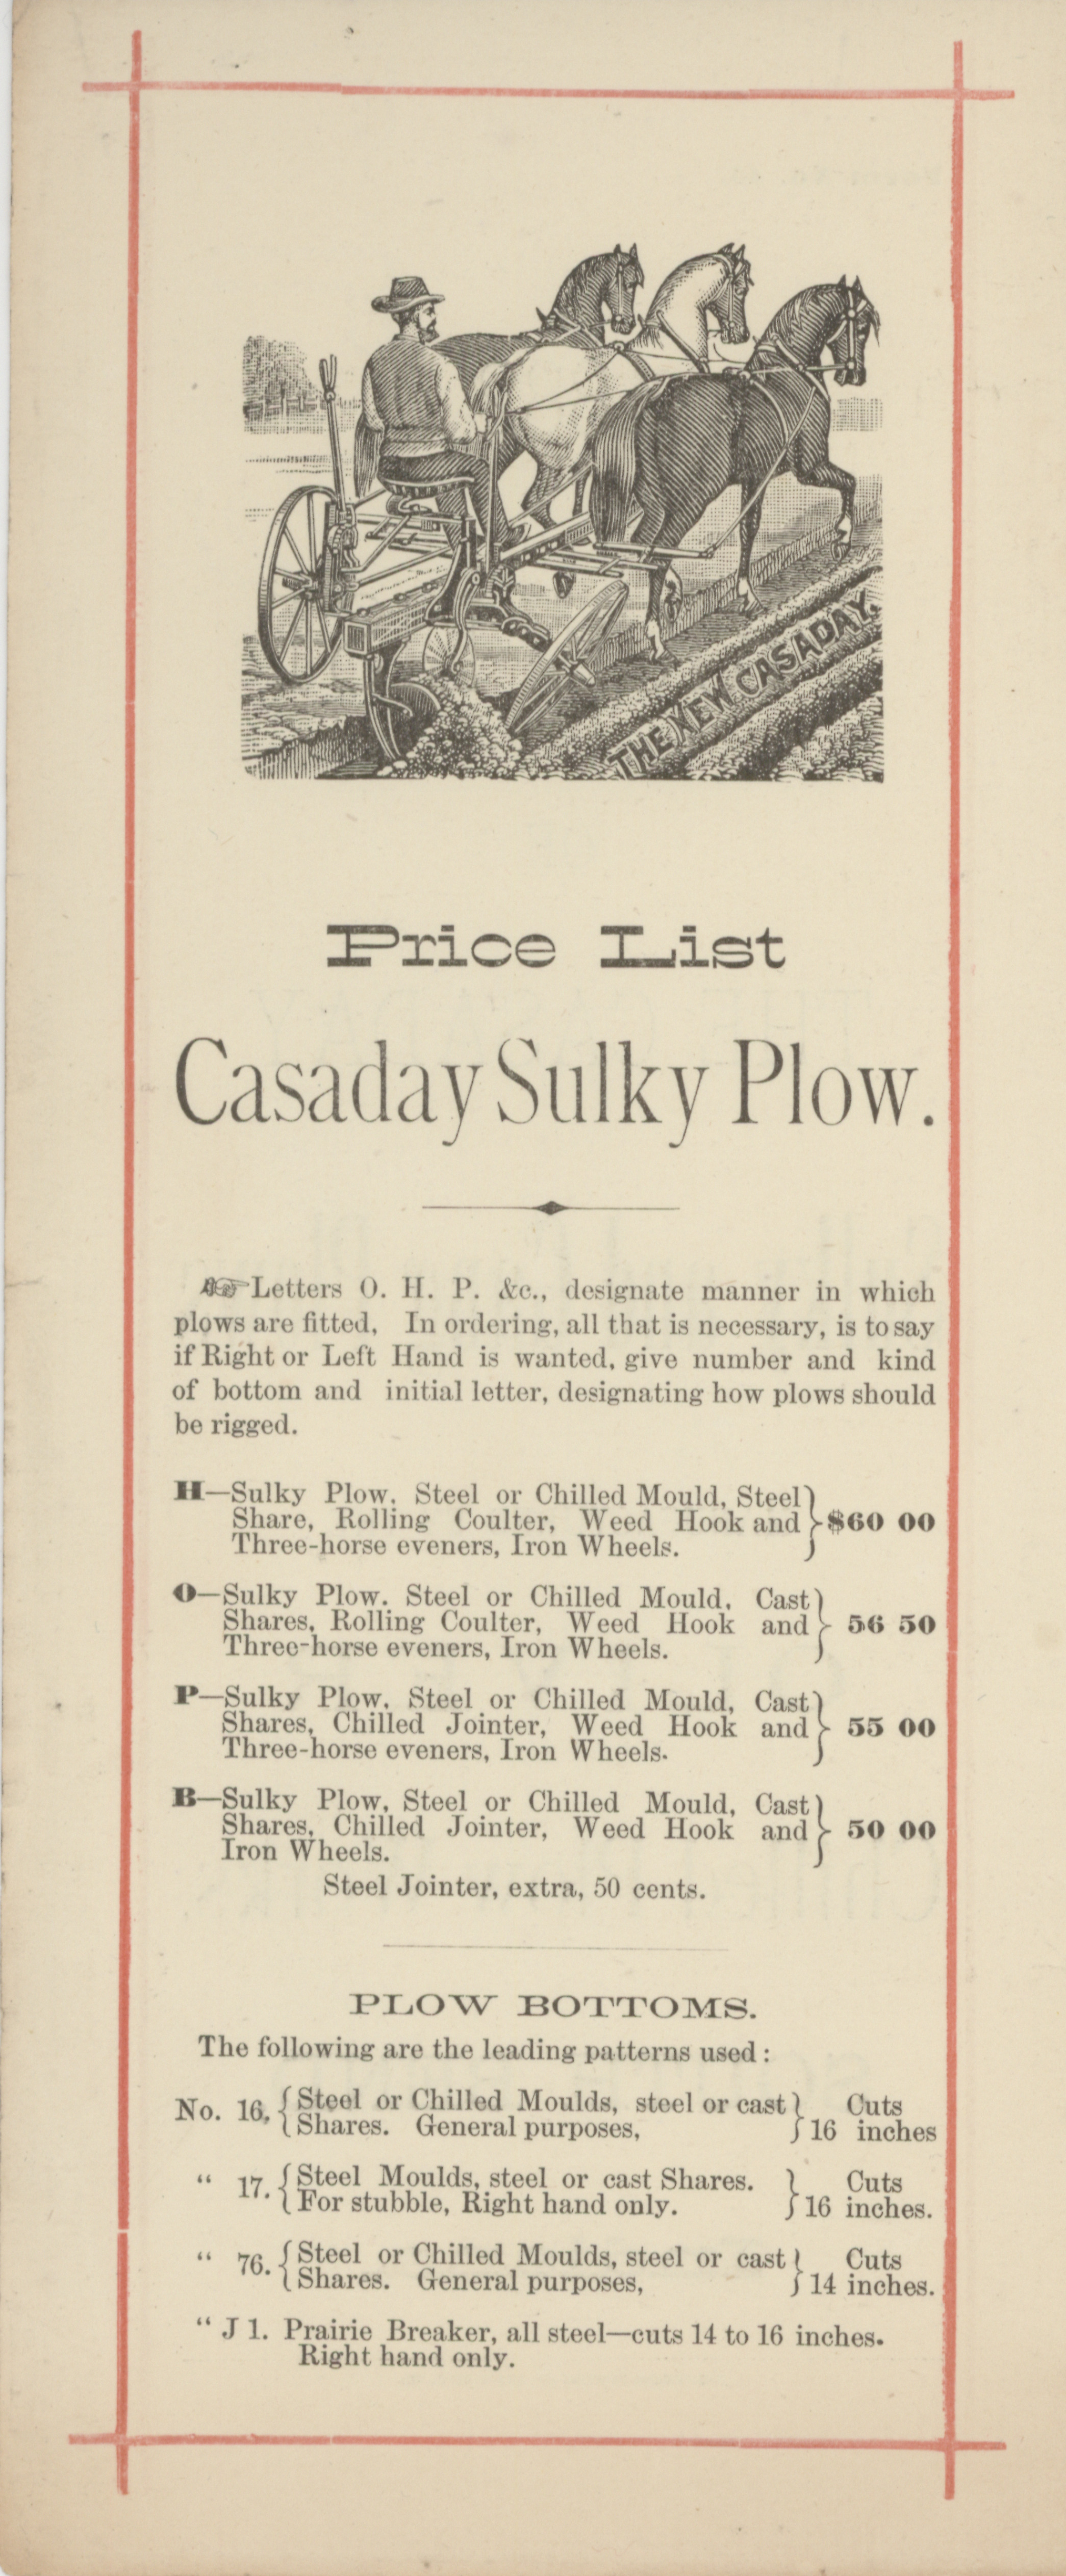 THE NEW CASADAY.
Price List
Casaday Sulky Plow.
☞Letters O. H. P. &c., designate manner in which
plows are fitted, In ordering, all that is necessary, is to say
if Right or Left Hand is wanted, give number and kind
of bottom and initial letter, designating how plows should
be rigged.
H—Sulky Plow. Steel or Chilled Mould, Steel
Share, Rolling Coulter, Weed Hook and } $60 00
Three-horse eveners, Iron Wheels.
O—Sulky Plow. Steel or Chilled Mould, Cast
Shares, Rolling Coulter, Weed Hook and } 56 50
Three-horse eveners, Iron Wheels.
P—Sulky Plow. Steel or Chilled Mould, Cast
Shares, Chilled Jointer, Weed Hook and } 55 00
Three-horse eveners, Iron Wheels.
B—Sulky Plow, Steel or Chilled Mould, Cast
Shares, Chilled Jointer, Weed Hook and } 50 00
Iron Wheels.
Steel Jointer, extra, 50 cents.
PLOW BOTTOMS.
The following are the leading patterns used:
No. 16, { Steel or Chilled Moulds, steel or cast } Cuts
Shares. General purposes, 16 inches
“ 17. { Steel Moulds, steel or cast Shares. } Cuts
For stubble, Right hand only. 16 inches.
“ 76. { Steel or Chilled Moulds, steel or cast } Cuts
Shares. General purposes, 14 inches.
“ J 1. Prairie Breaker, all steel—cuts 14 to 16 inches.
Right hand only.